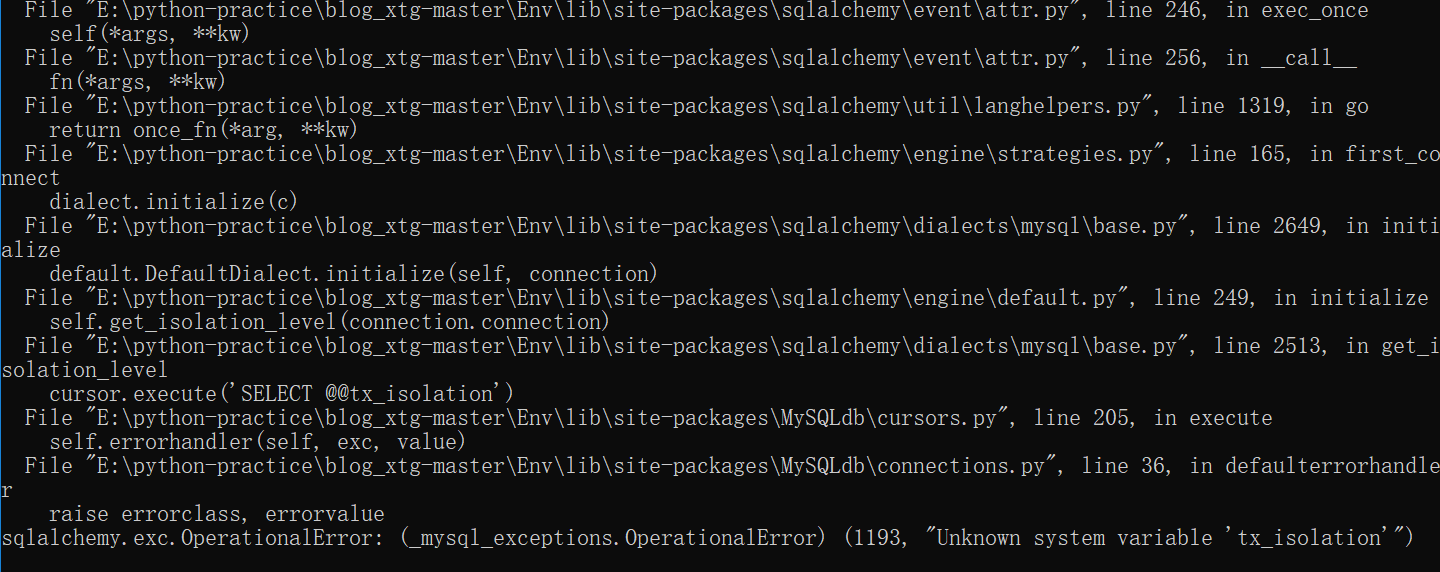 File "E:\python-practice\blog_xtg-master\Env\lib\site-packages\sqlalchemy\event\attr.py", line 246, in exec_once
self(*args, **kw)
File "E:\python-practice\blog_xtg-master\Env\lib\site-packages\sqlalchemy\event\attr.py", line 256, in __call__
fn(*args, **kw)
File "E:\python-practice\blog_xtg-master\Env\lib\site-packages\sqlalchemy\util\langhelpers.py", line 1319, in go
return once_fn(*arg, **kw)
File "E:\python-practice\blog_xtg-master\Env\lib\site-packages\sqlalchemy\engine\strategies.py", line 165, in first_co
nnect
dialect.initialize(c)
File "E:\python-practice\blog_xtg-master\Env\lib\site-packages\sqlalchemy\dialects\mysql\base.py", line 2649, in initi
alize
default.DefaultDialect.initialize(self, connection)
File "E:\python-practice\blog_xtg-master\Env\lib\site-packages\sqlalchemy\engine\default.py", line 249, in initialize
self.get_isolation_level(connection.connection)
File "E:\python-practice\blog_xtg-master\Env\lib\site-packages\sqlalchemy\dialects\mysql\base.py", line 2513, in get_i
solation_level
cursor.execute('SELECT @@tx_isolation')
File "E:\python-practice\blog_xtg-master\Env\lib\site-packages\MySQLdb\cursors.py", line 205, in execute
self.errorhandler(self, exc, value)
File "E:\python-practice\blog_xtg-master\Env\lib\site-packages\MySQLdb\connections.py", line 36, in defaulterrorhandle
r
raise errorclass, errorvalue
sqlalchemy.exc.OperationalError: (_mysql_exceptions.OperationalError) (1193, "Unknown system variable 'tx_isolation'")